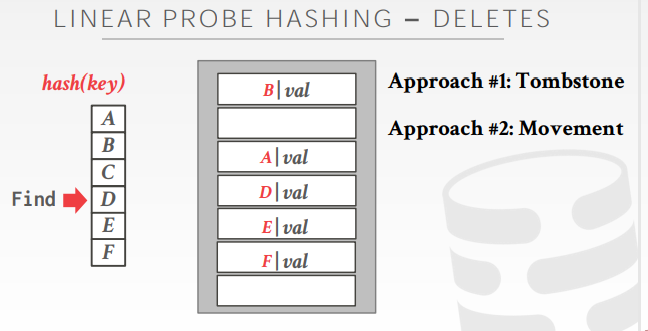 LINEAR PROBE HASHING – DELETES
hash(key)
A
B
C
Find D
E
F
B|val
A|val
D|val
E|val
F|val
Approach #1: Tombstone
Approach #2: Movement